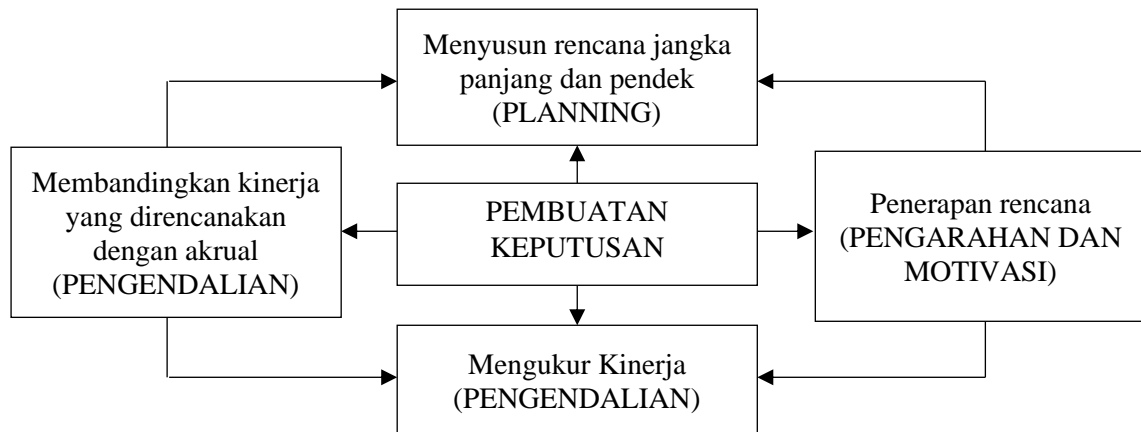 Menyusun rencana jangka
panjang dan pendek
(PLANNING)
Membandingkan kinerja
yang direncanakan
dengan akrual
(PENGENDALIAN)
PEMBUATAN
KEPUTUSAN
Penerapan rencana
(PENGARAHAN DAN
MOTIVASI)
Mengukur Kinerja
(PENGENDALIAN)